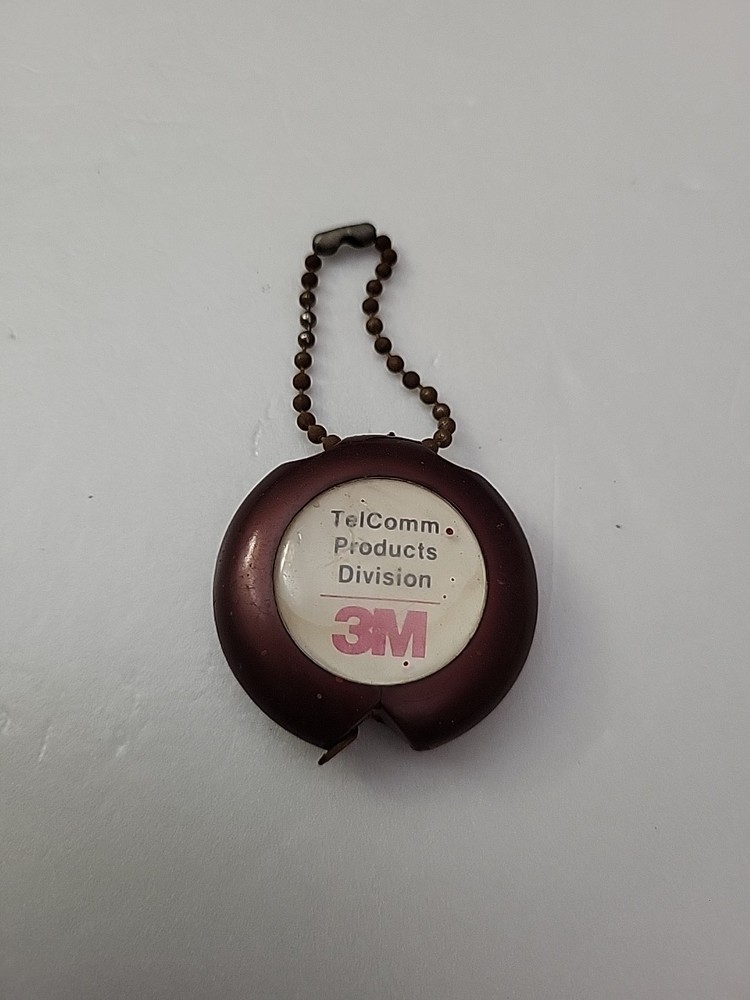 TelComm
Products
Division
3M